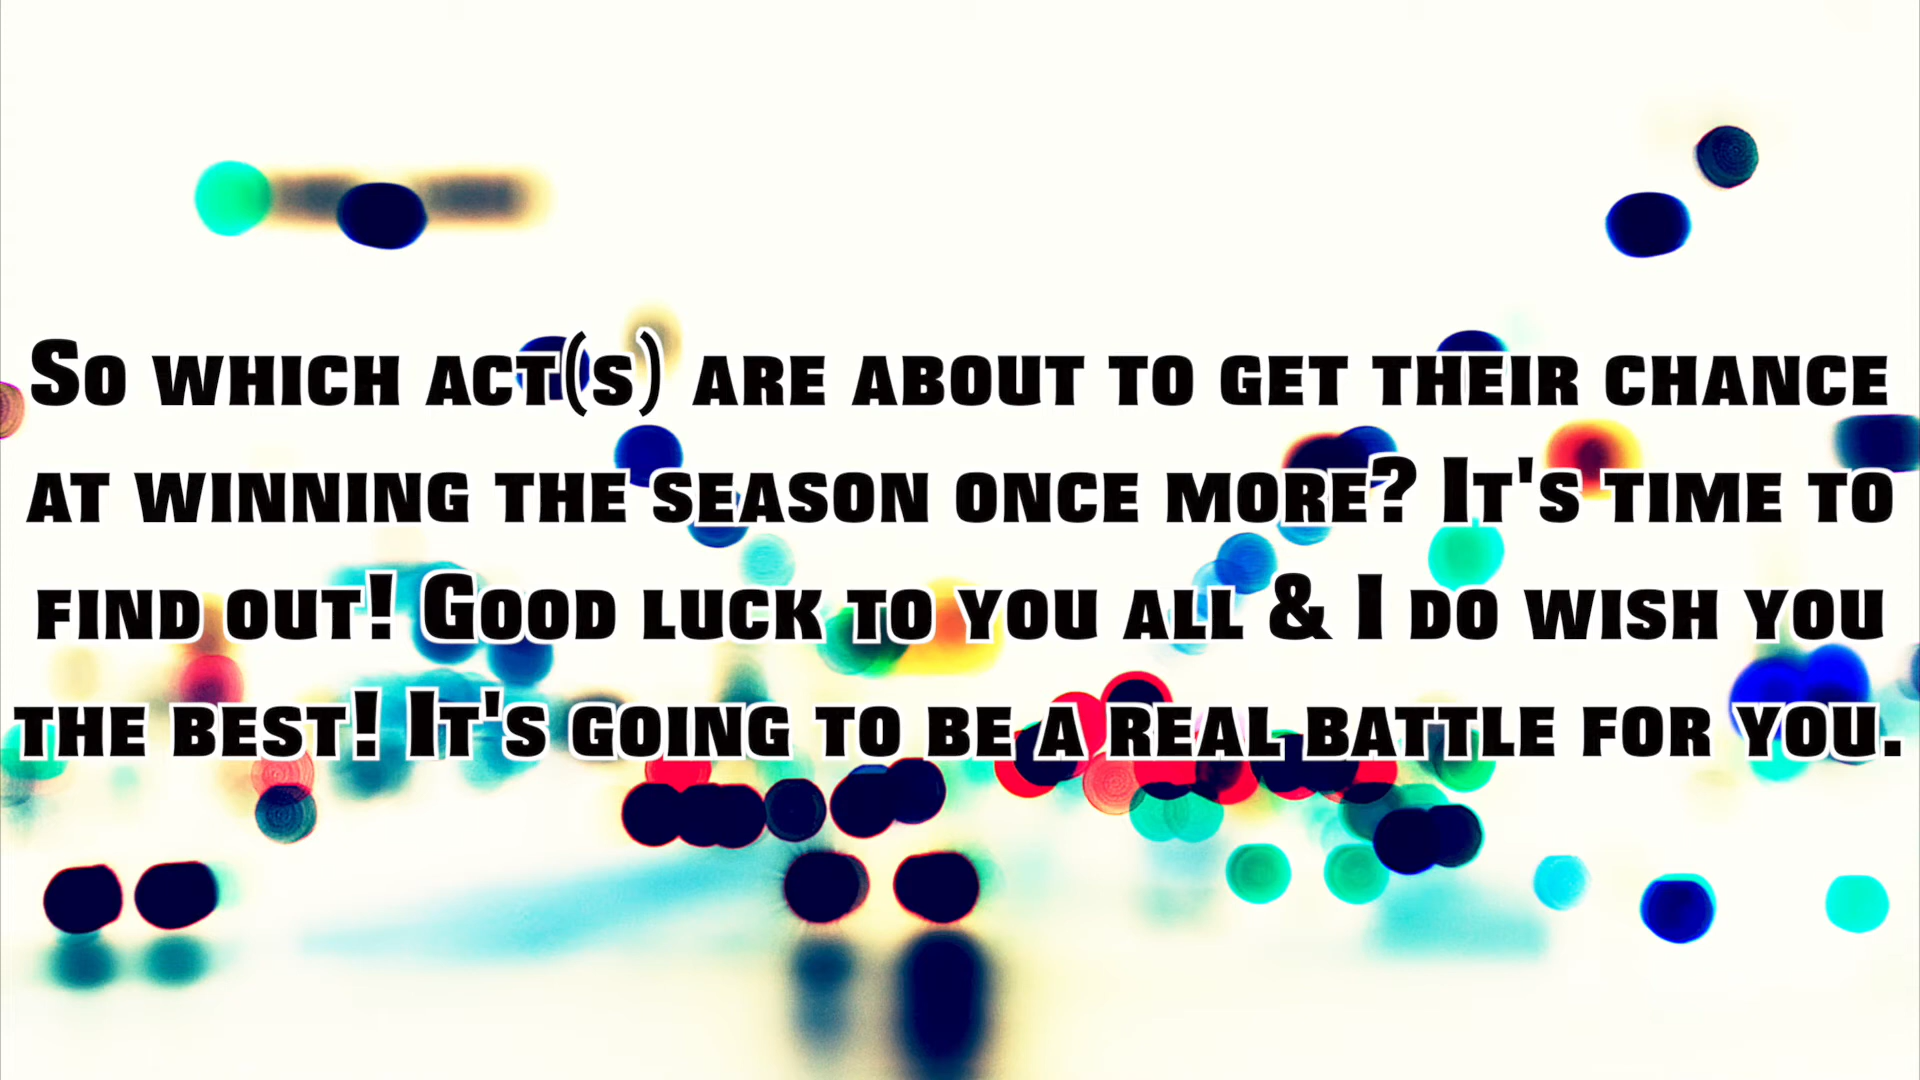 So which act(s) are about to get their chance
at winning the season once more? It's time to
find out! Good luck to you all & I do wish you
the best! It's going to be a real battle for you.